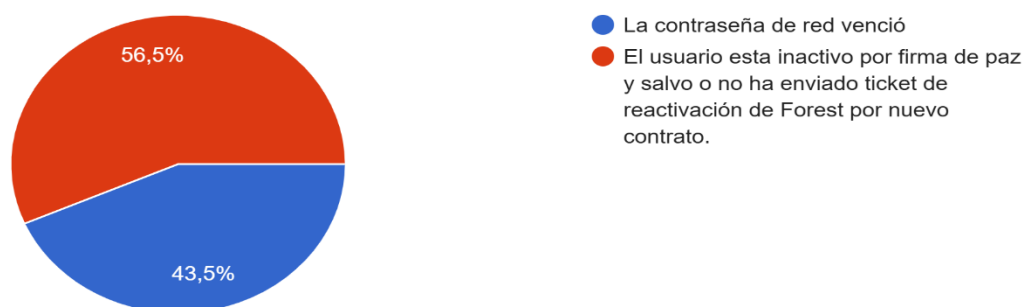 56,5%
43,5%
La contraseña de red venció
El usuario esta inactivo por firma de paz
y salvo o no ha enviado ticket de
reactivación de Forest por nuevo
contrato.